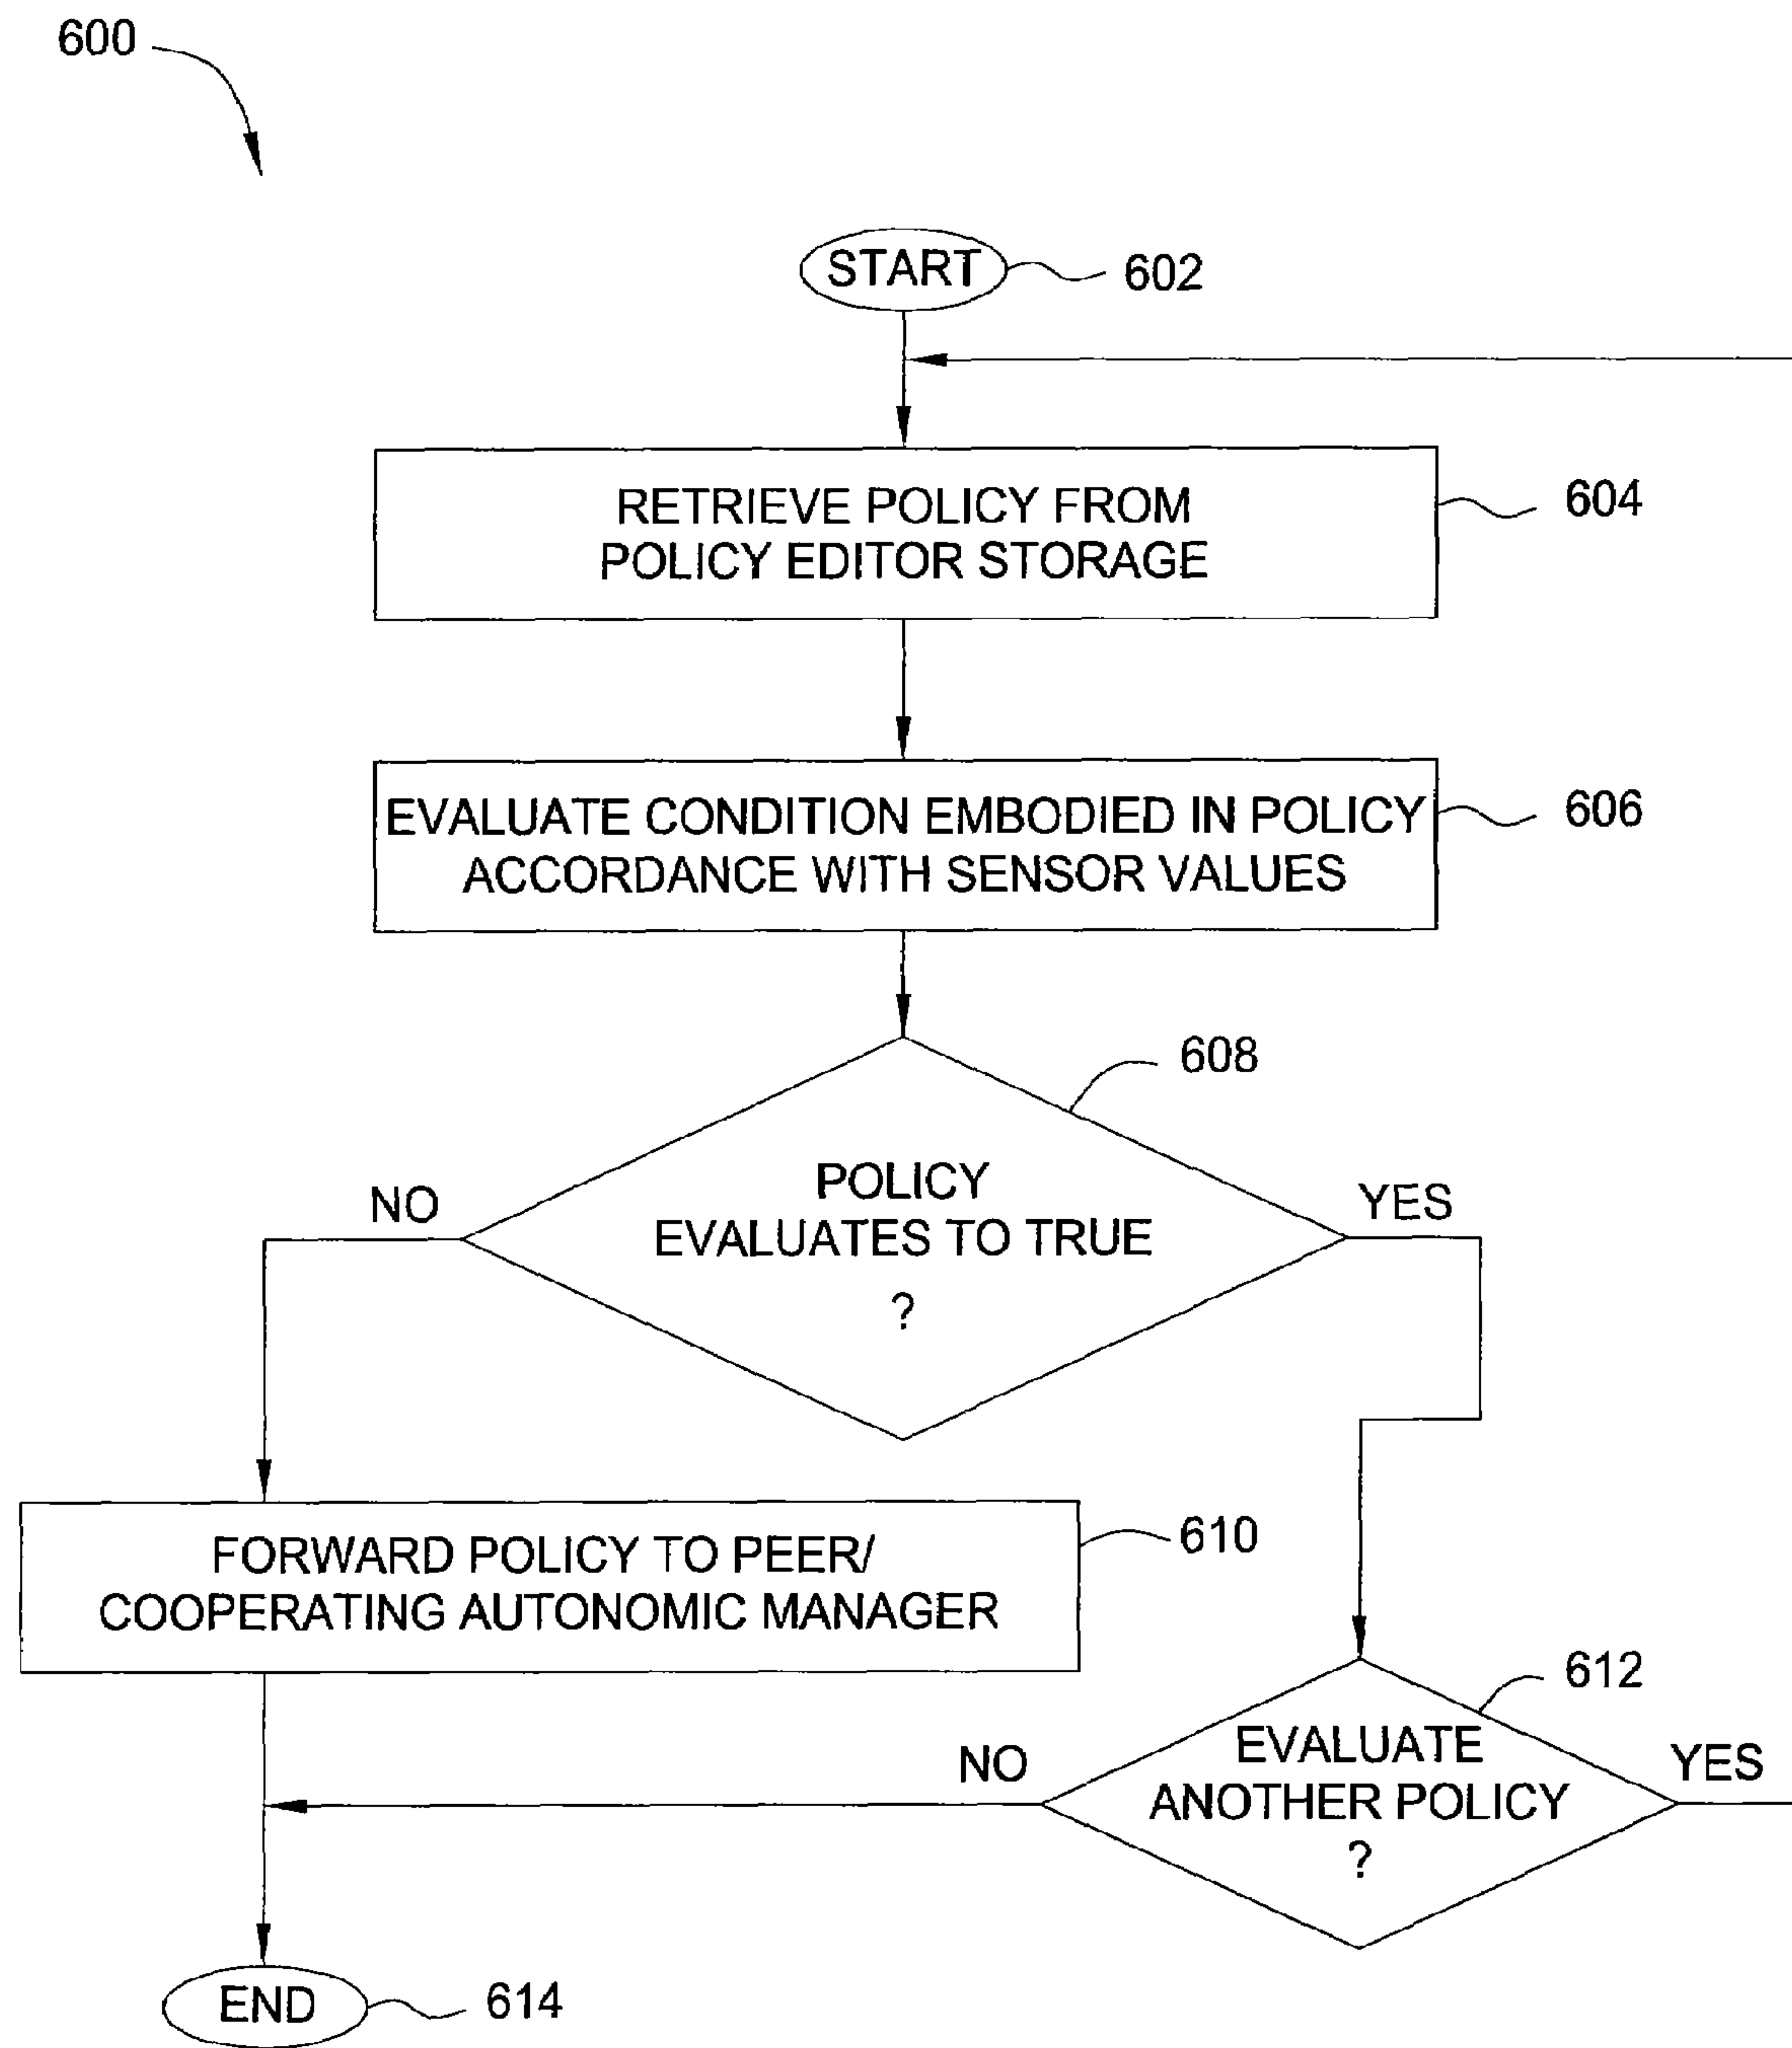 600
START
602
RETRIEVE POLICY FROM
POLICY EDITOR STORAGE
604
EVALUATE CONDITION EMBODIED IN POLICY
ACCORDANCE WITH SENSOR VALUES
606
608
POLICY
EVALUATES TO TRUE
?
NO
YES
FORWARD POLICY TO PEER/
COOPERATING AUTONOMIC MANAGER
610
612
EVALUATE
ANOTHER POLICY
?
NO
YES
END
614